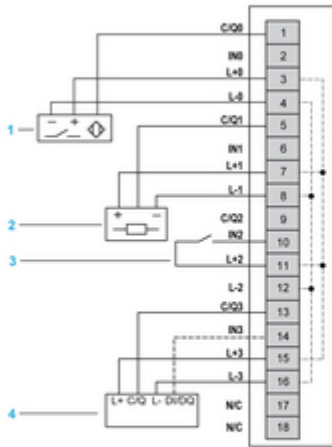 C/Q0 1
IN0 2
L+0 3
L-0 4
C/Q1 5
IN1 6
L+1 7
L-1 8
C/Q2 9
IN2 10
L+2 11
L-2 12
C/Q3 13
IN3 14
L+3 15
L-3 16
N/C 17
N/C 18
1
- +
2
+ -
3
4
L+ C/Q L- DI/DQ